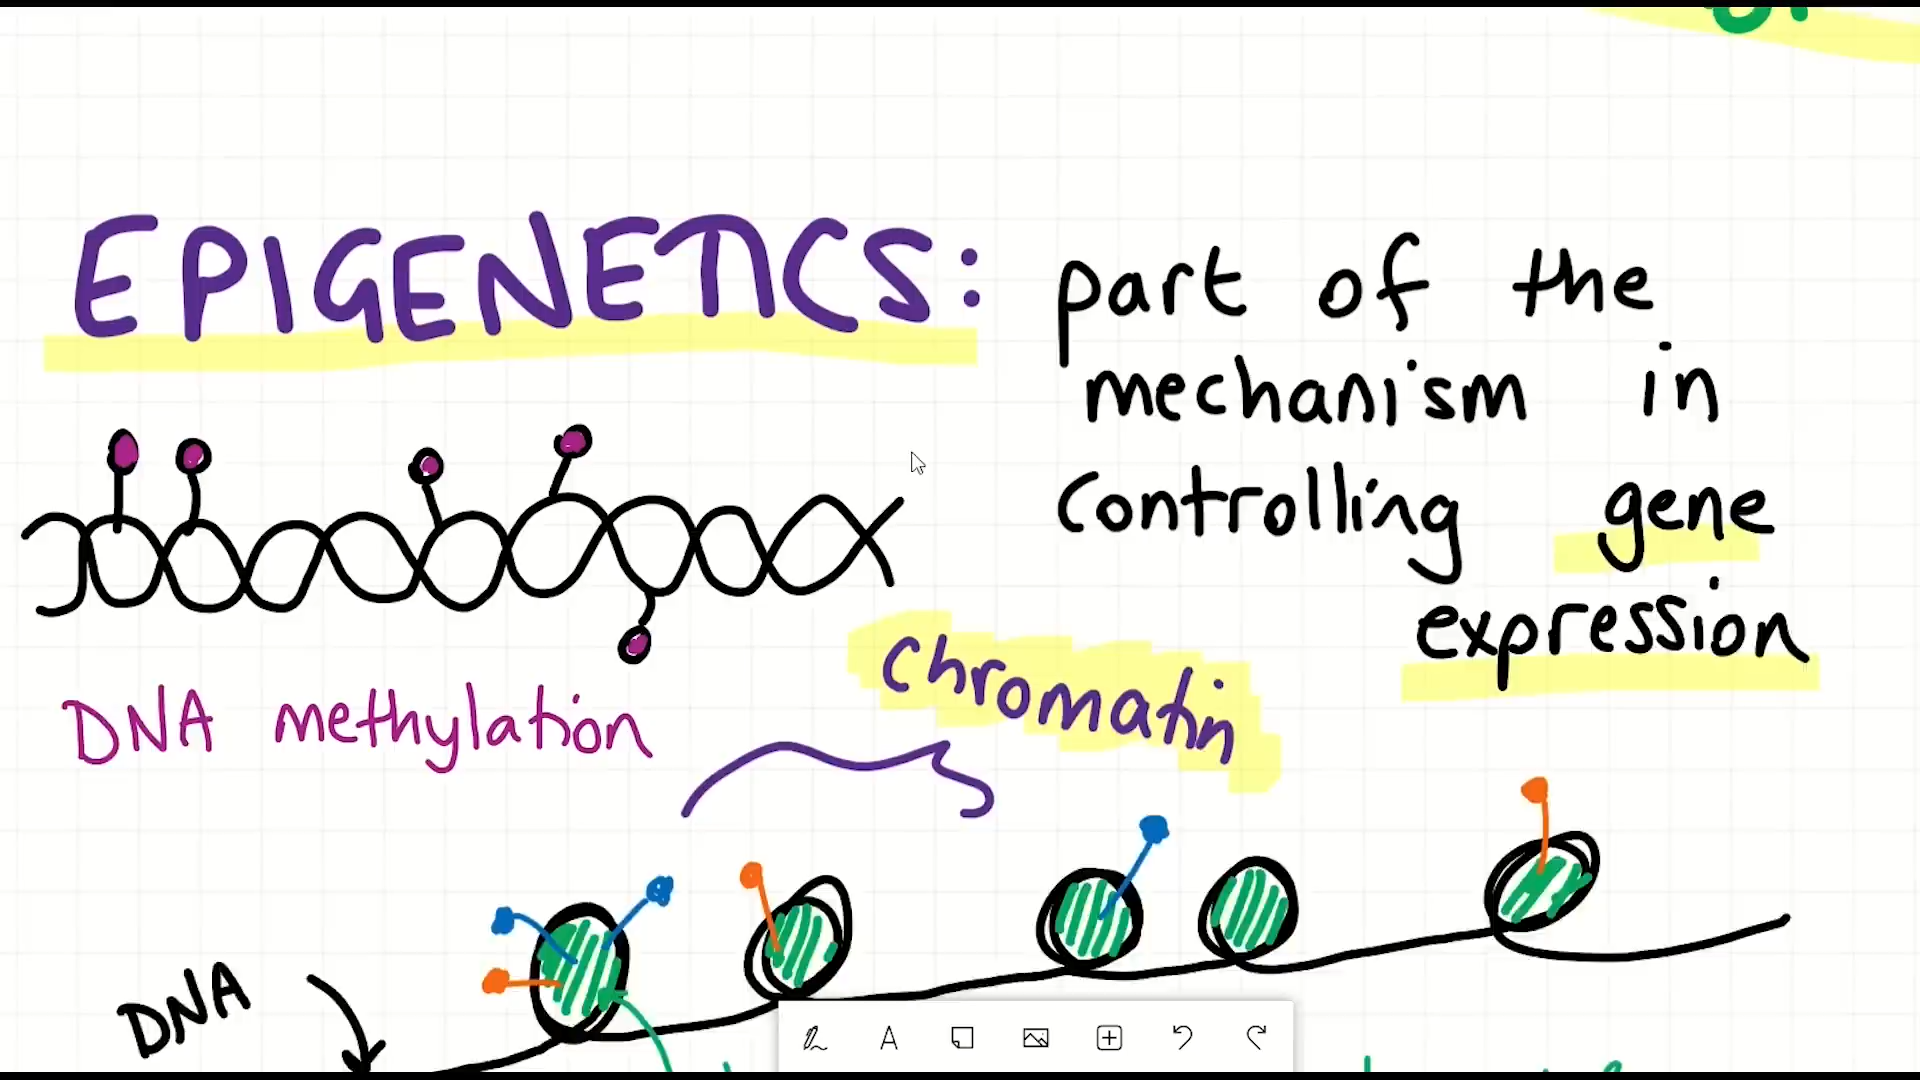 EPIGENETICS:
part of the
mechanism in
controlling gene
expression
DNA methylation
chromatin
DNA
A